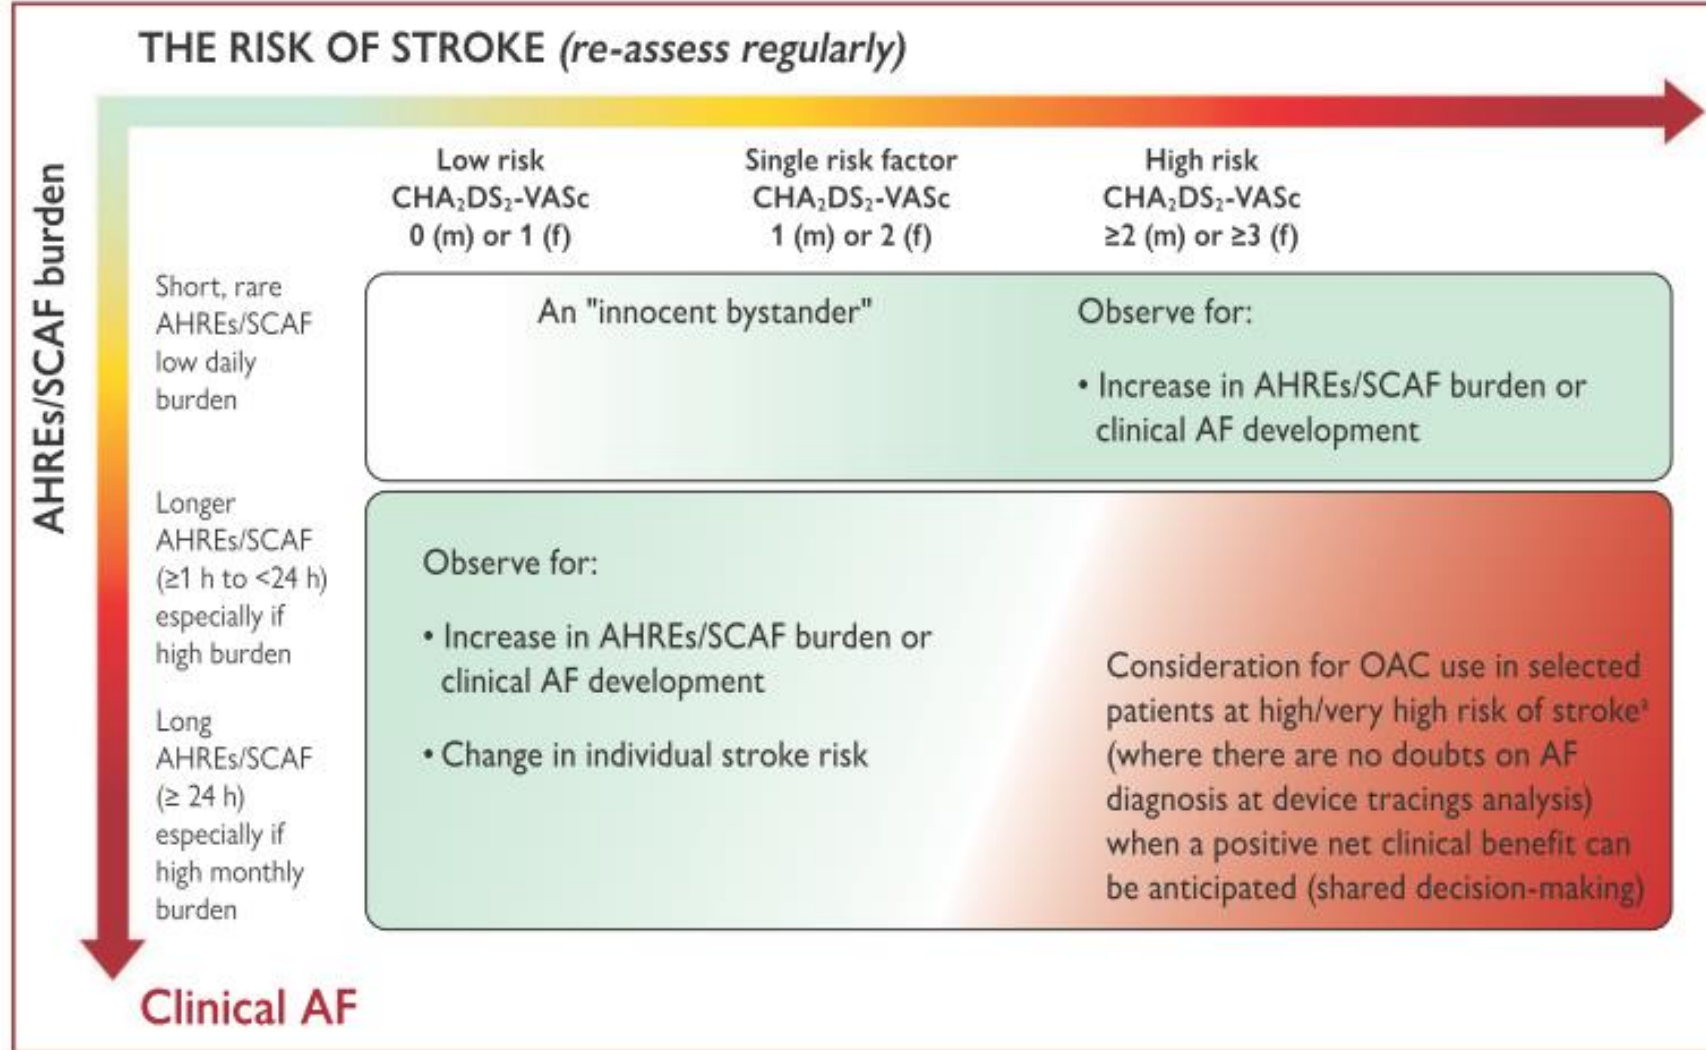 THE RISK OF STROKE (re-assess regularly)
AHREs/SCAF burden
Low risk
CHA₂DS₂-VASc
0 (m) or 1 (f)
Single risk factor
CHA₂DS₂-VASc
1 (m) or 2 (f)
High risk
CHA₂DS₂-VASc
≥2 (m) or ≥3 (f)
Short, rare
AHREs/SCAF
low daily
burden
An "innocent bystander"
Observe for:
• Increase in AHREs/SCAF burden or
clinical AF development
Longer
AHREs/SCAF
(≥1 h to <24 h)
especially if
high burden
Long
AHREs/SCAF
(≥ 24 h)
especially if
high monthly
burden
Observe for:
• Increase in AHREs/SCAF burden or
clinical AF development
• Change in individual stroke risk
Consideration for OAC use in selected
patients at high/very high risk of strokeᵃ
(where there are no doubts on AF
diagnosis at device tracings analysis)
when a positive net clinical benefit can
be anticipated (shared decision-making)
Clinical AF